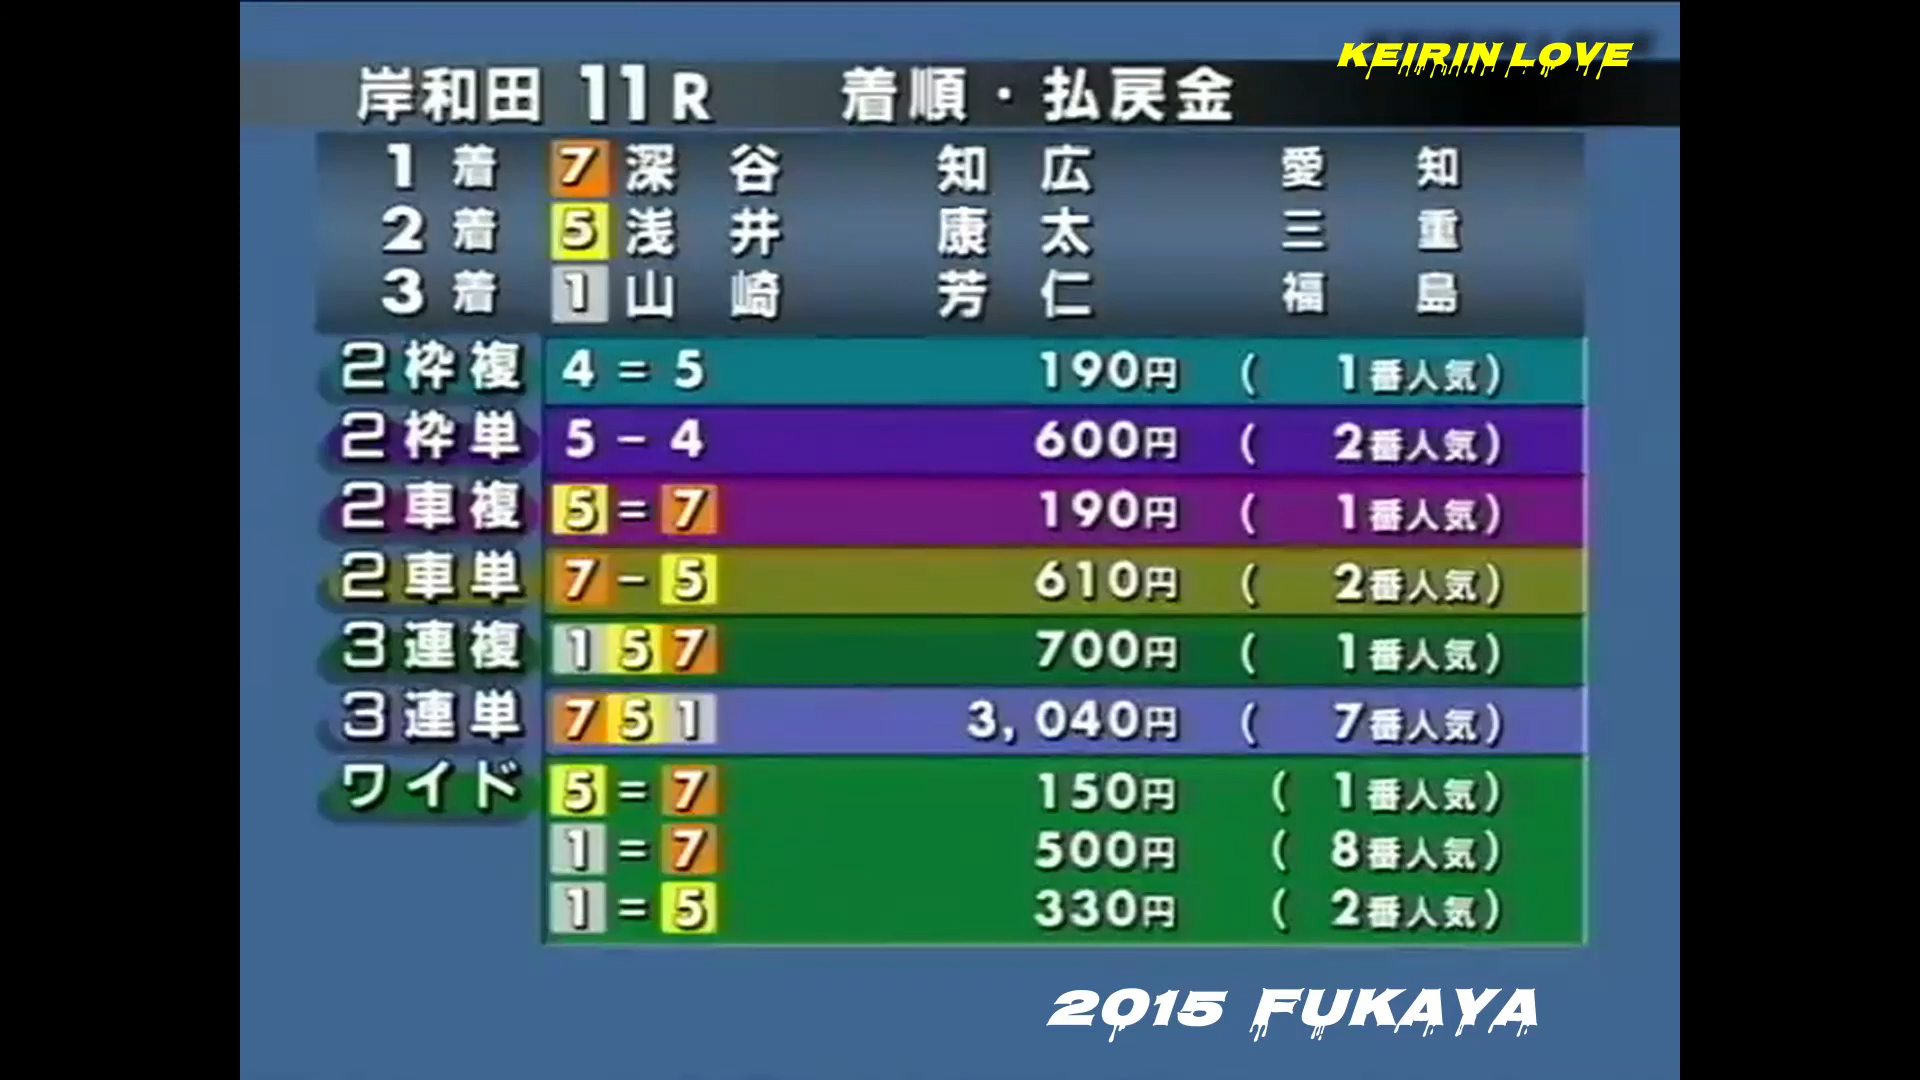 KEIRIN LOVE
岸和田 11R 着順・払戻金
1着 7 深谷 知広 愛知
2着 5 浅井 康太 三重
3着 1 山崎 芳仁 福島
2枠複 4=5 190円 ( 1番人気)
2枠単 5-4 600円 ( 2番人気)
2車複 5=7 190円 ( 1番人気)
2車単 7-5 610円 ( 2番人気)
3連複 1 5 7 700円 ( 1番人気)
3連単 7 5 1 3,040円 ( 7番人気)
ワイド 5=7 150円 ( 1番人気)
1=7 500円 ( 8番人気)
1=5 330円 ( 2番人気)
2015 FUKAYA